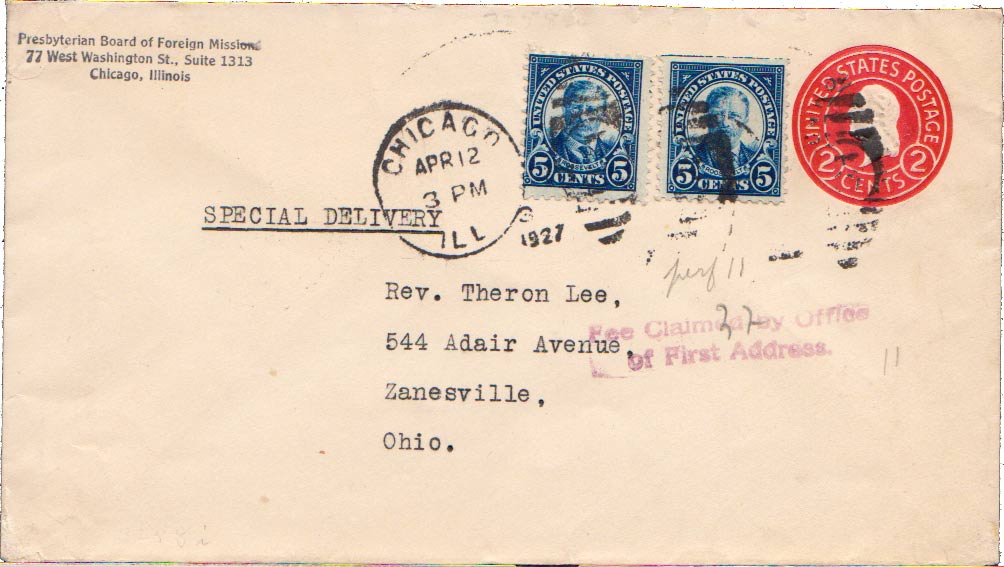 Presbyterian Board of Foreign Missions
77 West Washington St., Suite 1313
Chicago, Illinois
CHICAGO
APR 12
3 PM
ILL
1927
UNITED STATES POSTAGE
ROOSEVELT
5 CENTS 5
UNITED STATES POSTAGE
ROOSEVELT
5 CENTS 5
UNITED STATES POSTAGE
2 CENTS 2
SPECIAL DELIVERY
perf 11
Rev. Theron Lee,
544 Adair Avenue,
Zanesville,
Ohio.
Fee Claimed by Office
of First Address.
37
11